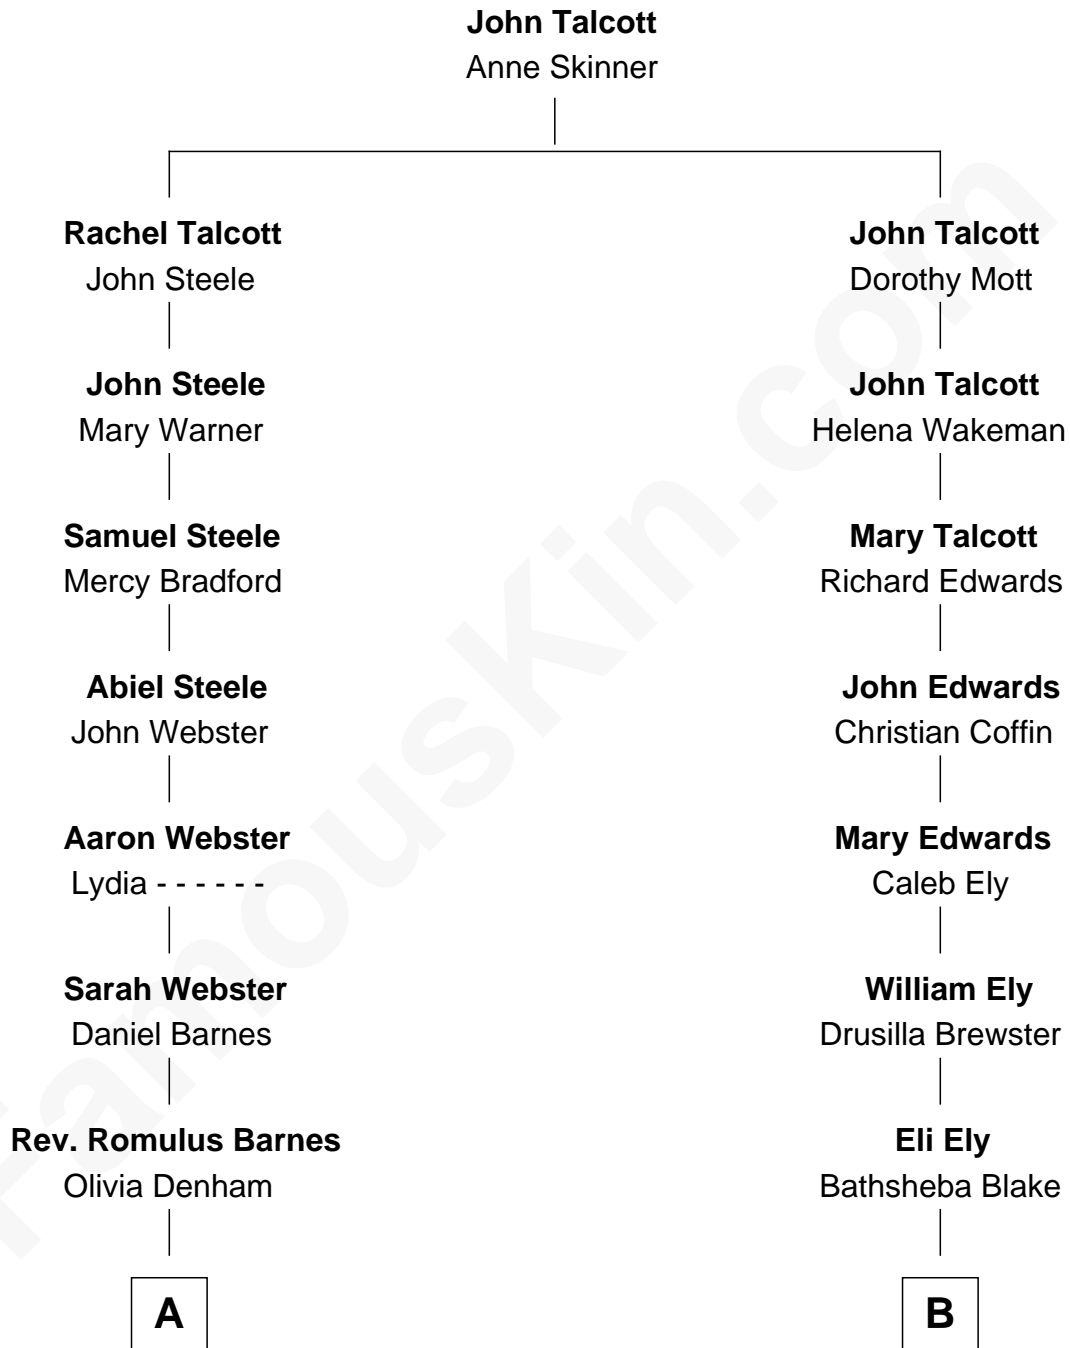 John Talcott
Anne Skinner
Rachel Talcott
John Steele
John Talcott
Dorothy Mott
John Steele
Mary Warner
John Talcott
Helena Wakeman
Samuel Steele
Mercy Bradford
Mary Talcott
Richard Edwards
Abiel Steele
John Webster
John Edwards
Christian Coffin
Aaron Webster
Lydia - - - - - -
Mary Edwards
Caleb Ely
Sarah Webster
Daniel Barnes
William Ely
Drusilla Brewster
Rev. Romulus Barnes
Olivia Denham
Eli Ely
Bathsheba Blake
A
B
FamousKin.com